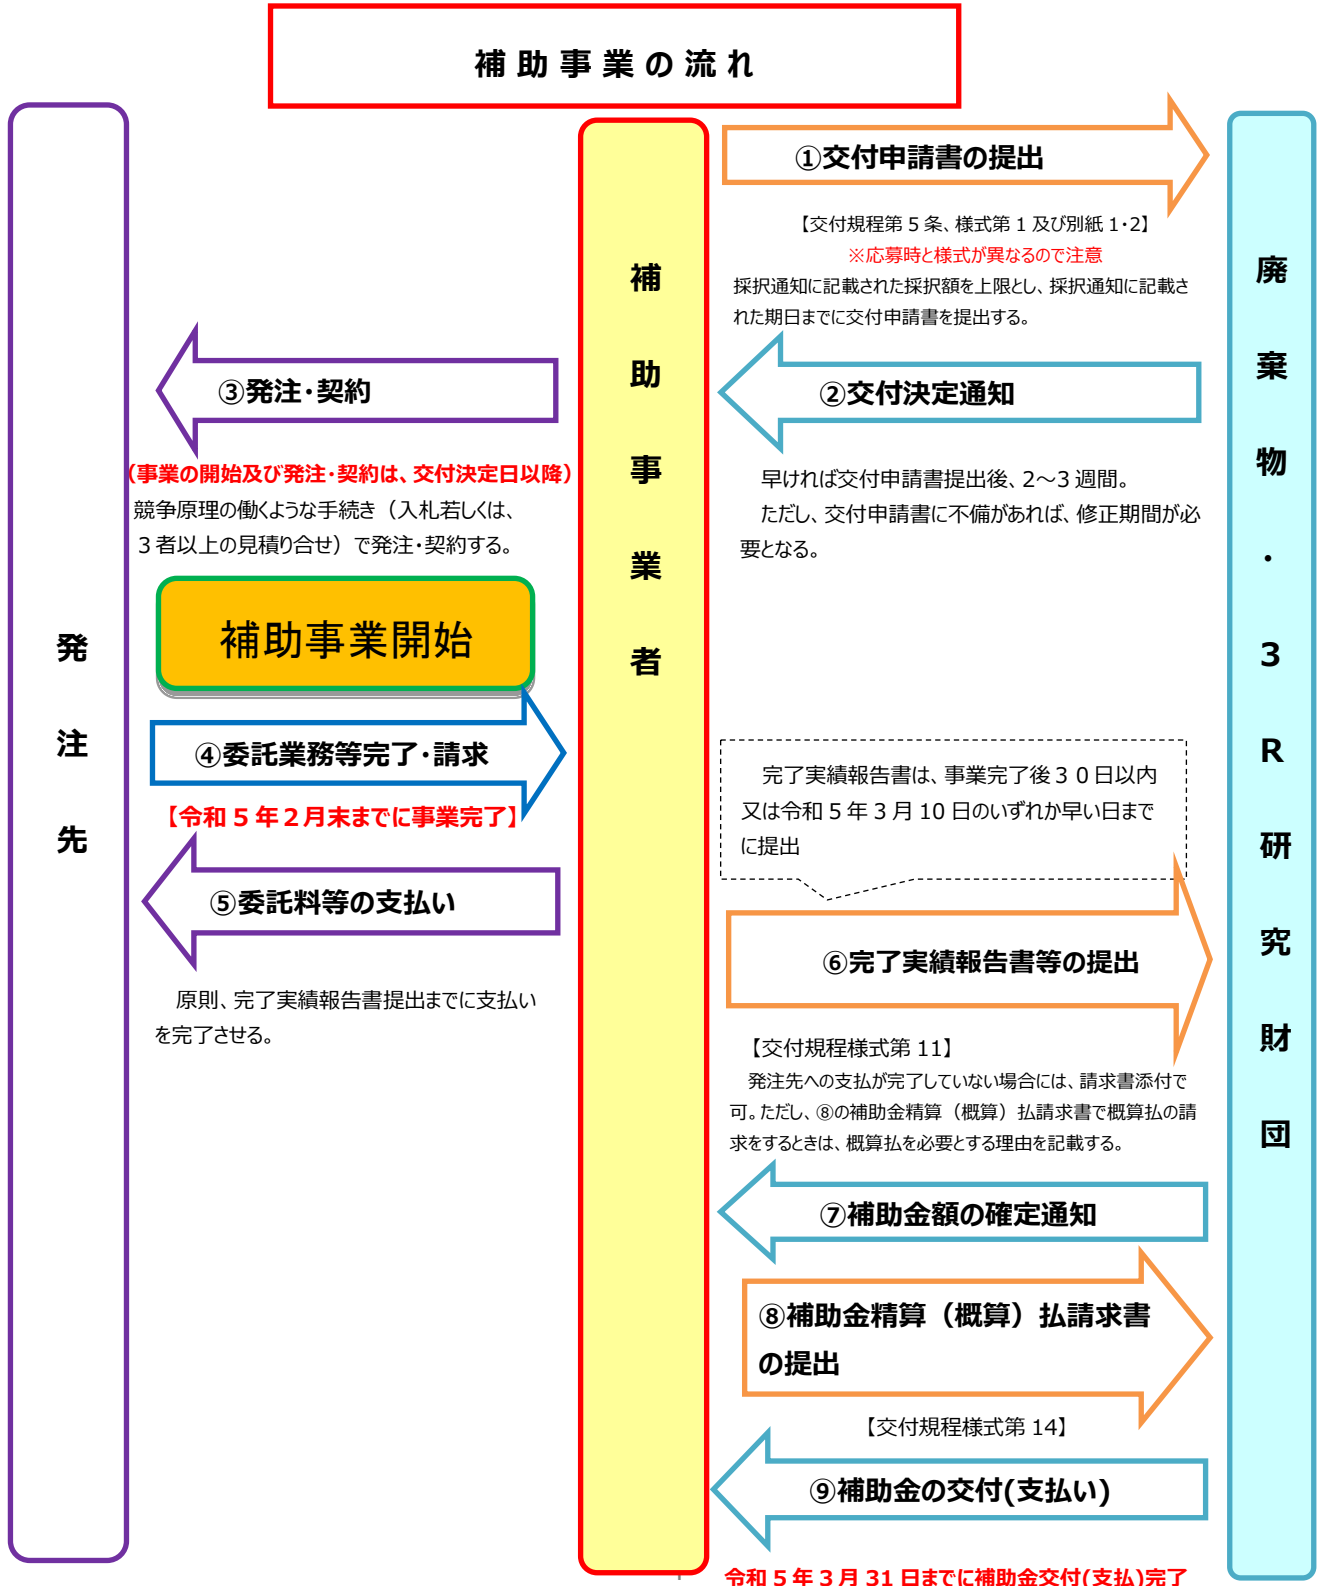 補助事業の流れ
発注先
補助事業者
廃棄物・3R研究財団
①交付申請書の提出
【交付規程第5条、様式第1及び別紙1・2】
※応募時と様式が異なるので注意
採択通知に記載された採択額を上限とし、採択通知に記載さ
れた期日までに交付申請書を提出する。
②交付決定通知
早ければ交付申請書提出後、2～3週間。
ただし、交付申請書に不備があれば、修正期間が必
要となる。
③発注・契約
（事業の開始及び発注・契約は、交付決定日以降）
競争原理の働くような手続き（入札若しくは、
３者以上の見積り合せ）で発注・契約する。
補助事業開始
④委託業務等完了・請求
【令和5年２月末までに事業完了】
⑤委託料等の支払い
原則、完了実績報告書提出までに支払い
を完了させる。
完了実績報告書は、事業完了後３０日以内
又は令和5年3月10日のいずれか早い日まで
に提出
⑥完了実績報告書等の提出
【交付規程様式第11】
発注先への支払が完了していない場合には、請求書添付で
可。ただし、⑧の補助金精算（概算）払請求書で概算払の請
求をするときは、概算払を必要とする理由を記載する。
⑦補助金額の確定通知
⑧補助金精算（概算）払請求書
の提出
【交付規程様式第14】
⑨補助金の交付(支払い)
令和5年3月31日までに補助金交付(支払)完了